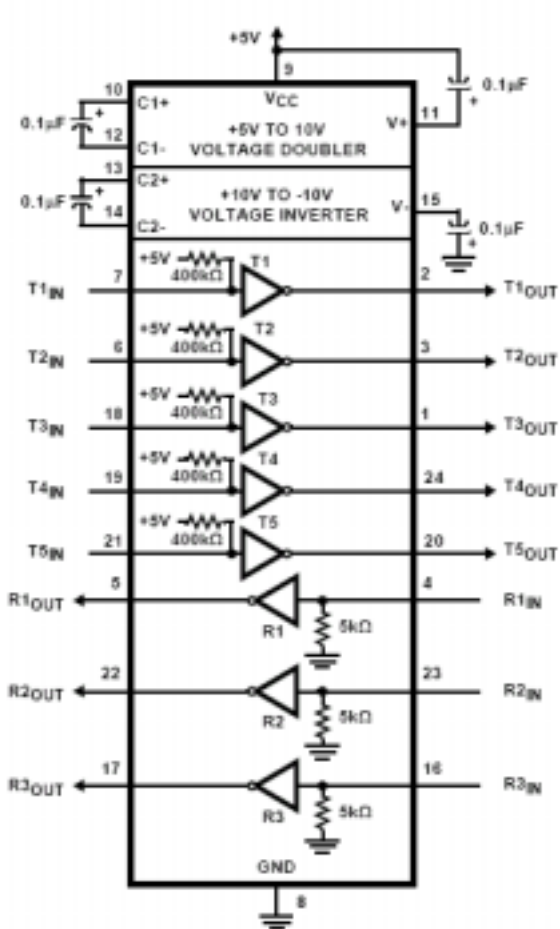 +5V
9
0.1µF
10
C1+
VCC
11
V+
+
0.1µF
+
+5V TO 10V
VOLTAGE DOUBLER
12
C1-
13
C2+
0.1µF
+
+10V TO -10V
VOLTAGE INVERTER
14
C2-
15
V-
0.1µF
+
+5V
400kΩ
T1
T1IN
7
2
T1OUT
+5V
400kΩ
T2
T2IN
6
3
T2OUT
+5V
400kΩ
T3
T3IN
18
1
T3OUT
+5V
400kΩ
T4
T4IN
19
24
T4OUT
+5V
400kΩ
T5
T5IN
21
20
T5OUT
R1OUT
5
R1
4
R1IN
5kΩ
R2OUT
22
R2
23
R2IN
5kΩ
R3OUT
17
R3
16
R3IN
5kΩ
GND
8